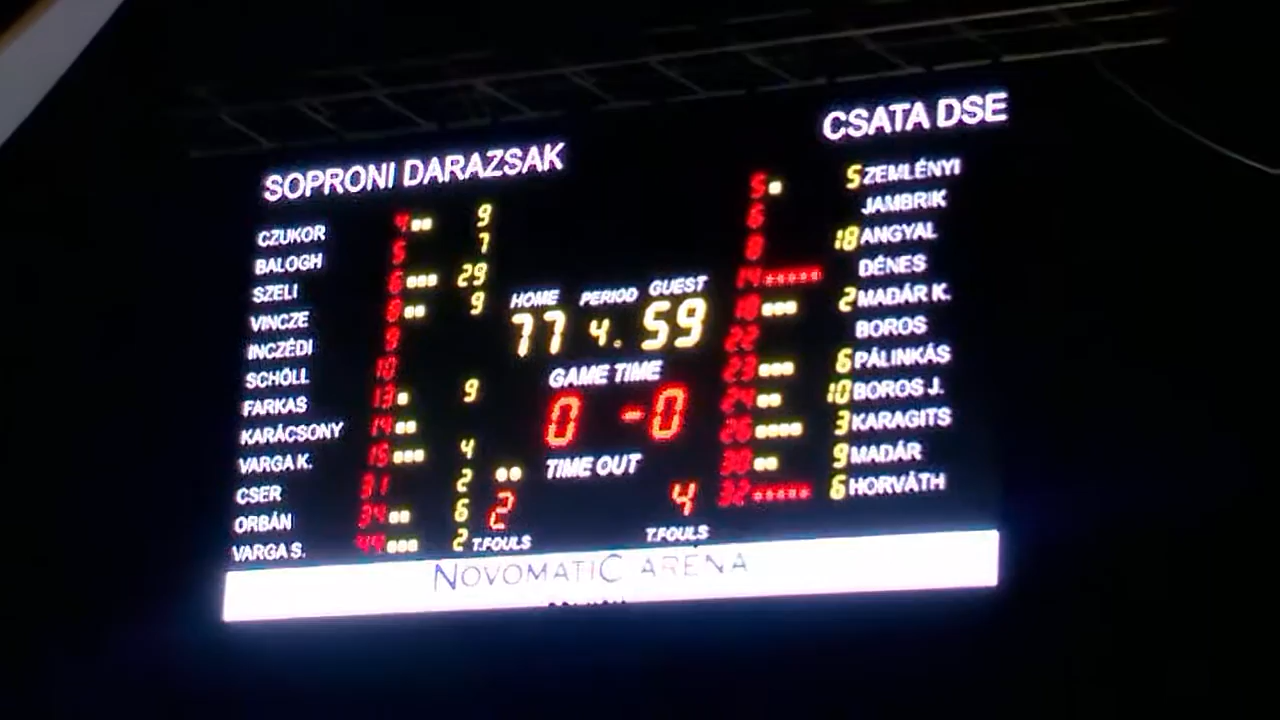 CSATA DSE
SOPRONI DARAZSAK
CZUKOR 4 9
BALOGH 5 7
SZELI 6 29
VINCZE 8 9
INCZÉDI 9
SCHÖLL 10
FARKAS 13 9
KARÁCSONY 14
VARGA K. 15 4
CSER 31 2
ORBÁN 34 6
VARGA S. 44 2
HOME PERIOD GUEST
77 4. 59
GAME TIME
0 -0
TIME OUT
2 4
T.FOULS T.FOULS
5 5 ZEMLÉNYI
6 JAMBRIK
8 18 ANGYAL
14 DÉNES
18 2 MADÁR K.
22 BOROS
23 6 PÁLINKÁS
24 10 BOROS J.
26 3 KARAGITS
30 9 MADÁR
32 6 HORVÁTH
NOVOMATIC ARENA